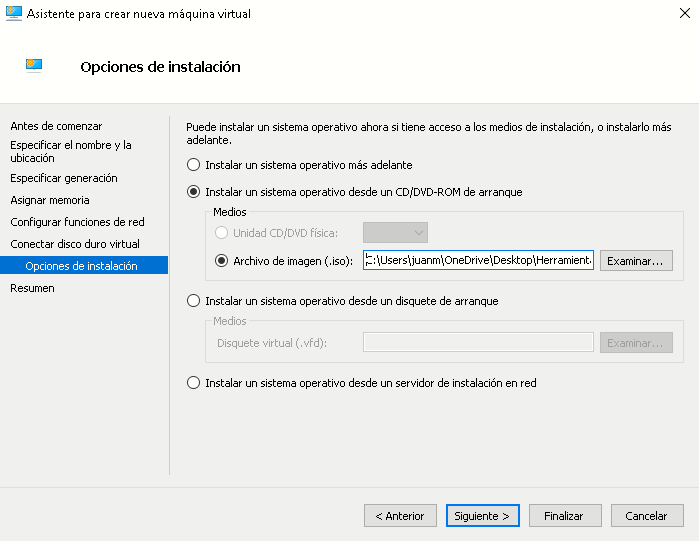 Asistente para crear nueva máquina virtual
Opciones de instalación
Antes de comenzar
Especificar el nombre y la
ubicación
Especificar generación
Asignar memoria
Configurar funciones de red
Conectar disco duro virtual
Opciones de instalación
Resumen
Puede instalar un sistema operativo ahora si tiene acceso a los medios de instalación, o instalarlo más
adelante.
Instalar un sistema operativo más adelante
Instalar un sistema operativo desde un CD/DVD-ROM de arranque
Medios
Unidad CD/DVD física:
Archivo de imagen (.iso): C:\Users\juanm\OneDrive\Desktop\Herramient Examinar...
Instalar un sistema operativo desde un disquete de arranque
Medios
Disquete virtual (.vfd): Examinar...
Instalar un sistema operativo desde un servidor de instalación en red
< Anterior Siguiente > Finalizar Cancelar